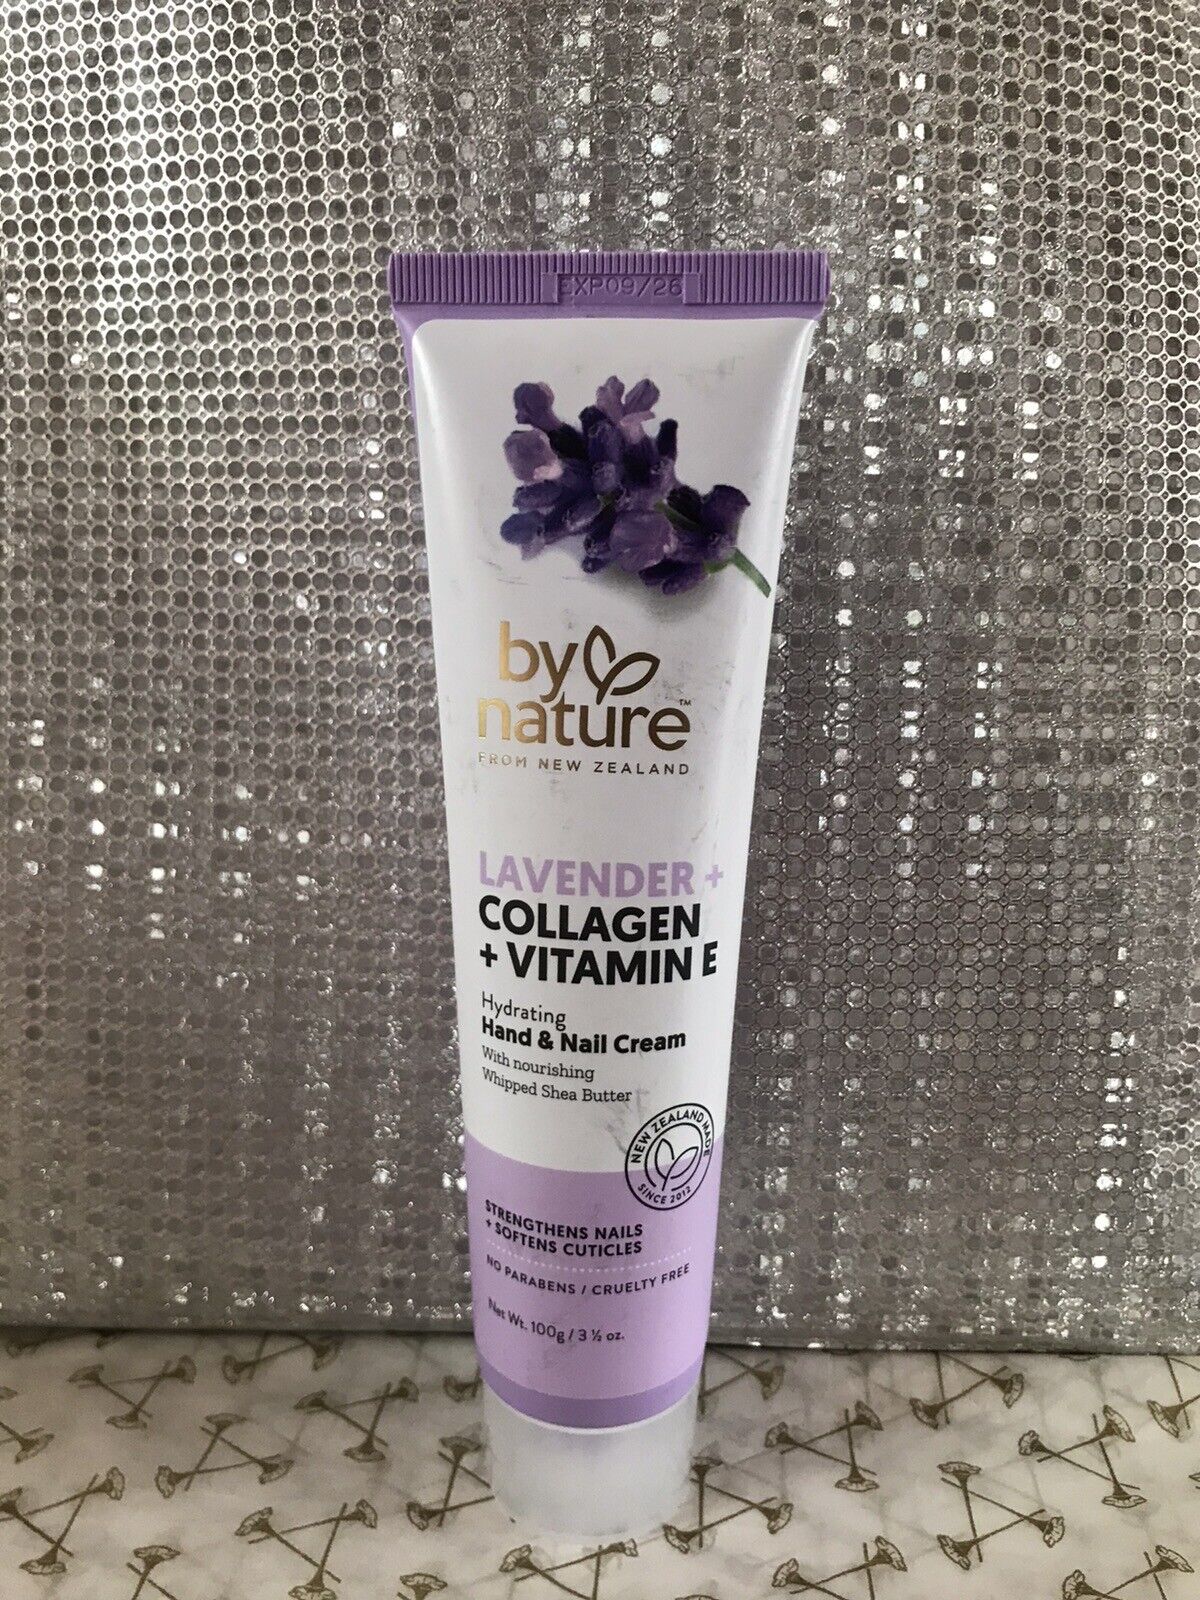 EXP09/26
by
nature™
FROM NEW ZEALAND
LAVENDER +
COLLAGEN
+ VITAMIN E
Hydrating
Hand & Nail Cream
With nourishing
Whipped Shea Butter
NEW ZEALAND MADE
SINCE 2012
STRENGTHENS NAILS
+ SOFTENS CUTICLES
NO PARABENS / CRUELTY FREE
Net Wt. 100g / 3 ½ oz.